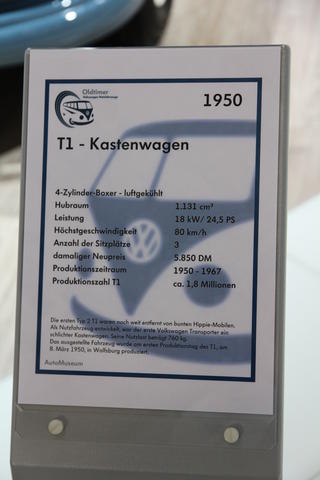 Oldtimer
Volkswagen Nutzfahrzeuge
1950
T1 - Kastenwagen
4-Zylinder-Boxer - luftgekühlt
Hubraum 1.131 cm³
Leistung 18 kW/ 24,5 PS
Höchstgeschwindigkeit 80 km/h
Anzahl der Sitzplätze 3
damaliger Neupreis 5.850 DM
Produktionszeitraum 1950 - 1967
Produktionszahl T1 ca. 1,8 Millionen
Die ersten Typ 2 T1 waren noch weit entfernt von bunten Hippie-Mobilen.
Als Nutzfahrzeug entwickelt, war der erste Volkswagen Transporter ein
schlichter Kastenwagen. Seine Nutzlast beträgt 760 kg.
Das ausgestellte Fahrzeug wurde am ersten Produktionstag des T1, am
8. März 1950, in Wolfsburg produziert.
AutoMuseum